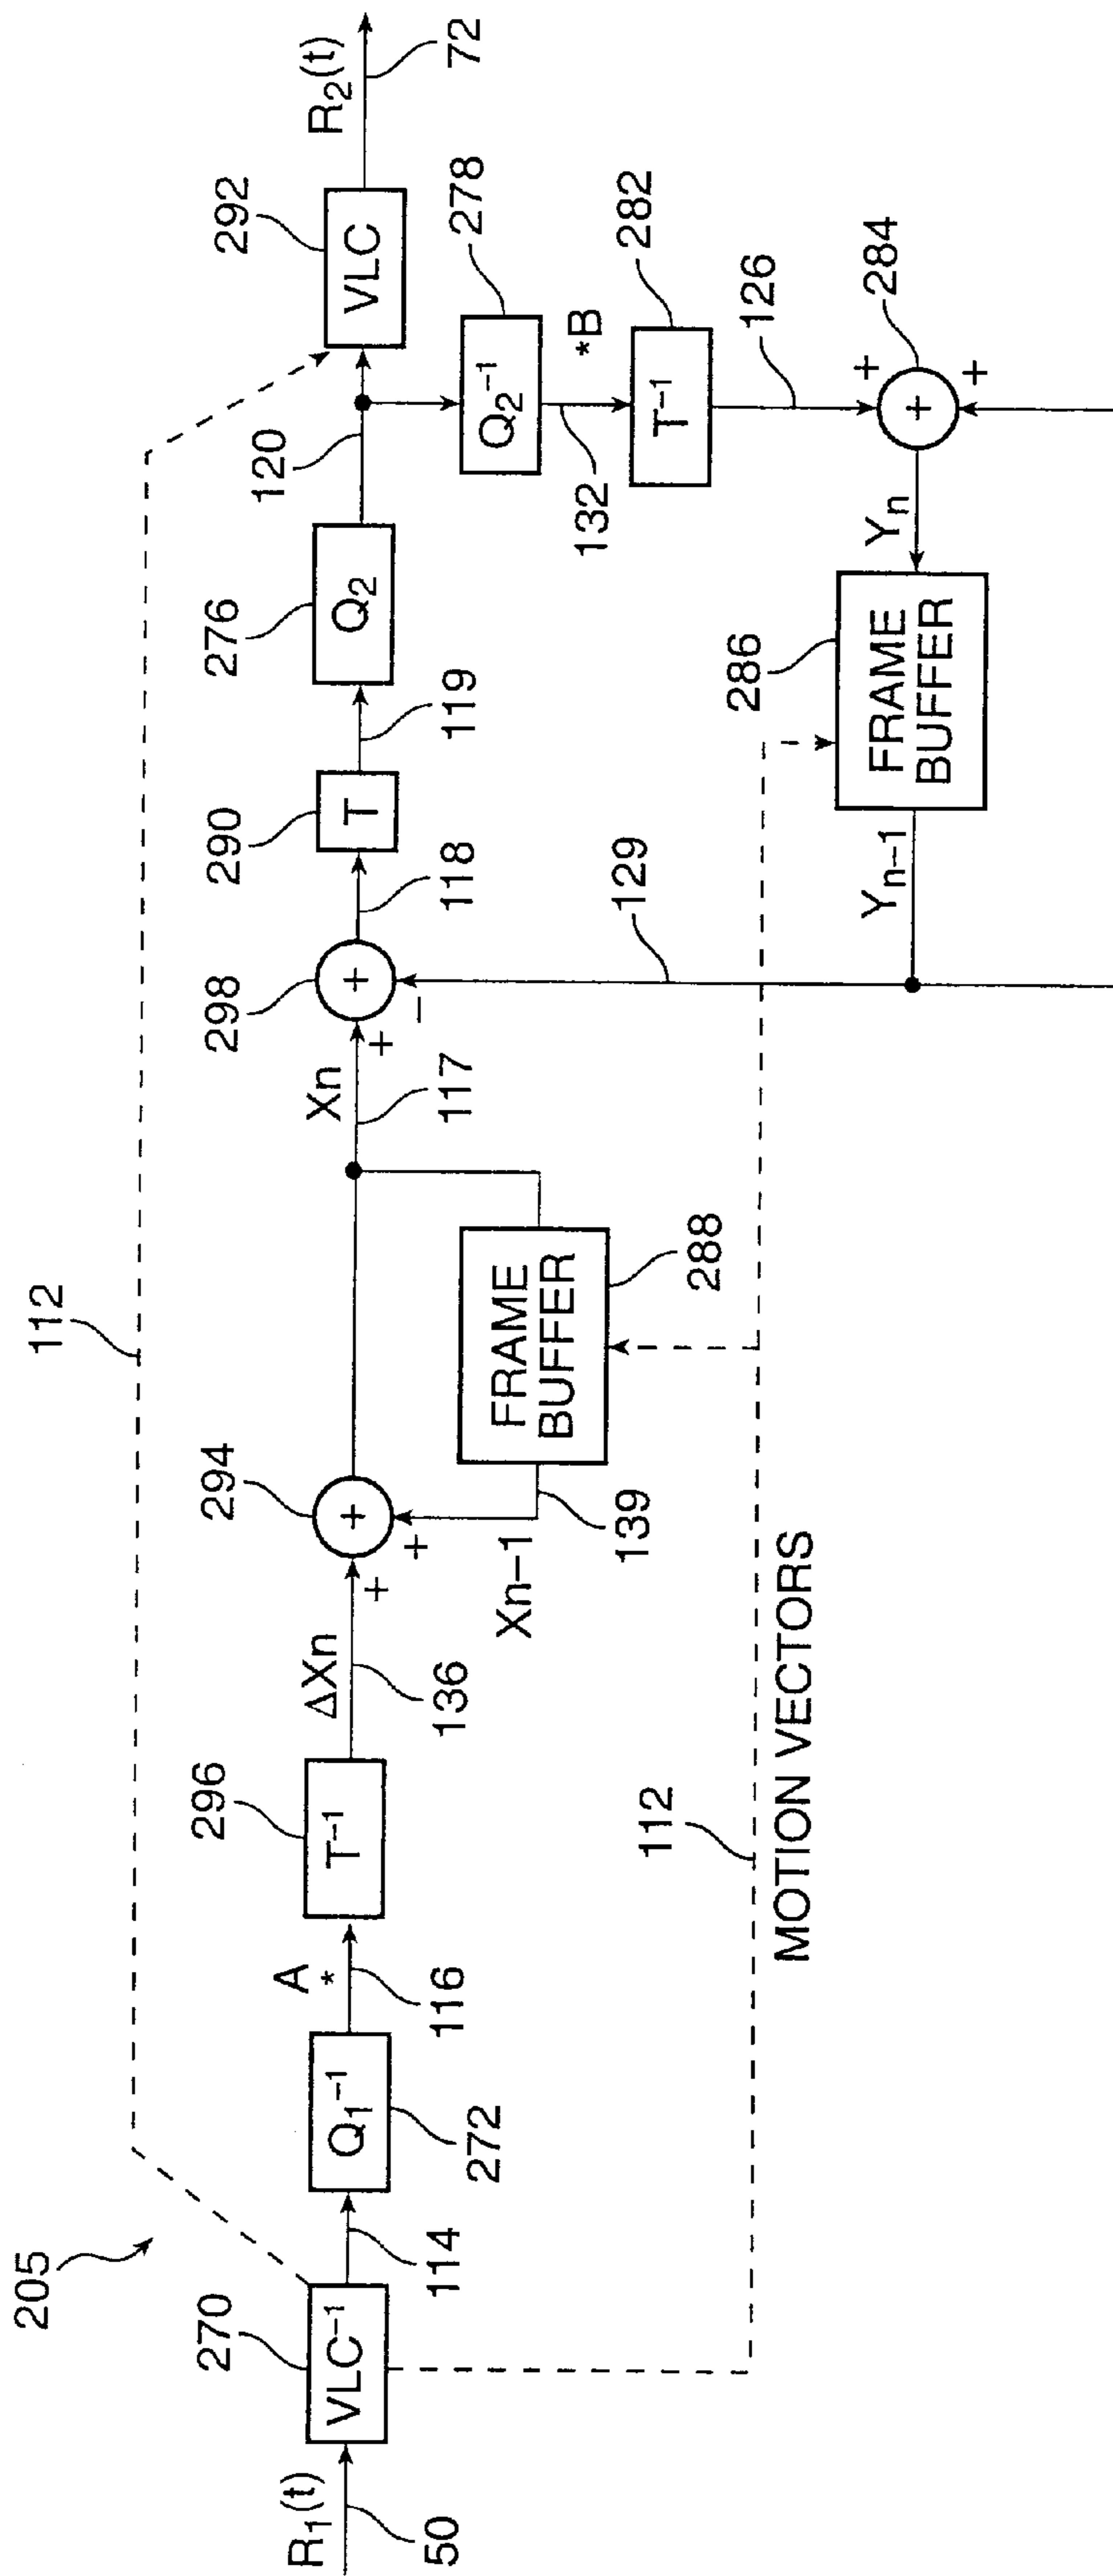 205
112
R₁(t)
50
270
VLC⁻¹
114
Q₁⁻¹
272
A
*
116
296
T⁻¹
ΔXn
136
294
+
+
+
Xn−1
139
FRAME
BUFFER
288
Xn
117
298
+
+
−
118
290
T
119
276
Q₂
120
292
VLC
R₂(t)
72
Q₂⁻¹
278
132
*B
T⁻¹
282
126
+
+
+
284
Yₙ
286
FRAME
BUFFER
Yₙ₋₁
129
112
MOTION VECTORS